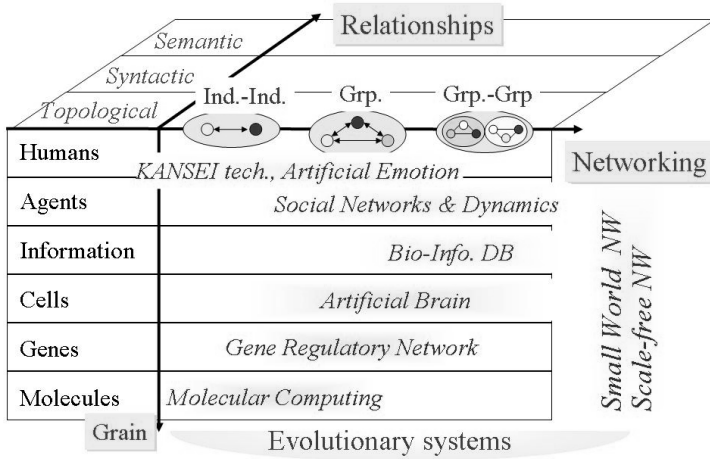 Relationships
Semantic
Syntactic
Topological
Ind.-Ind.
Grp.
Grp.-Grp
Networking
Humans
KANSEI tech., Artificial Emotion
Agents
Social Networks & Dynamics
Information
Bio-Info. DB
Cells
Artificial Brain
Genes
Gene Regulatory Network
Molecules
Molecular Computing
Small World NW
Scale-free NW
Grain
Evolutionary systems